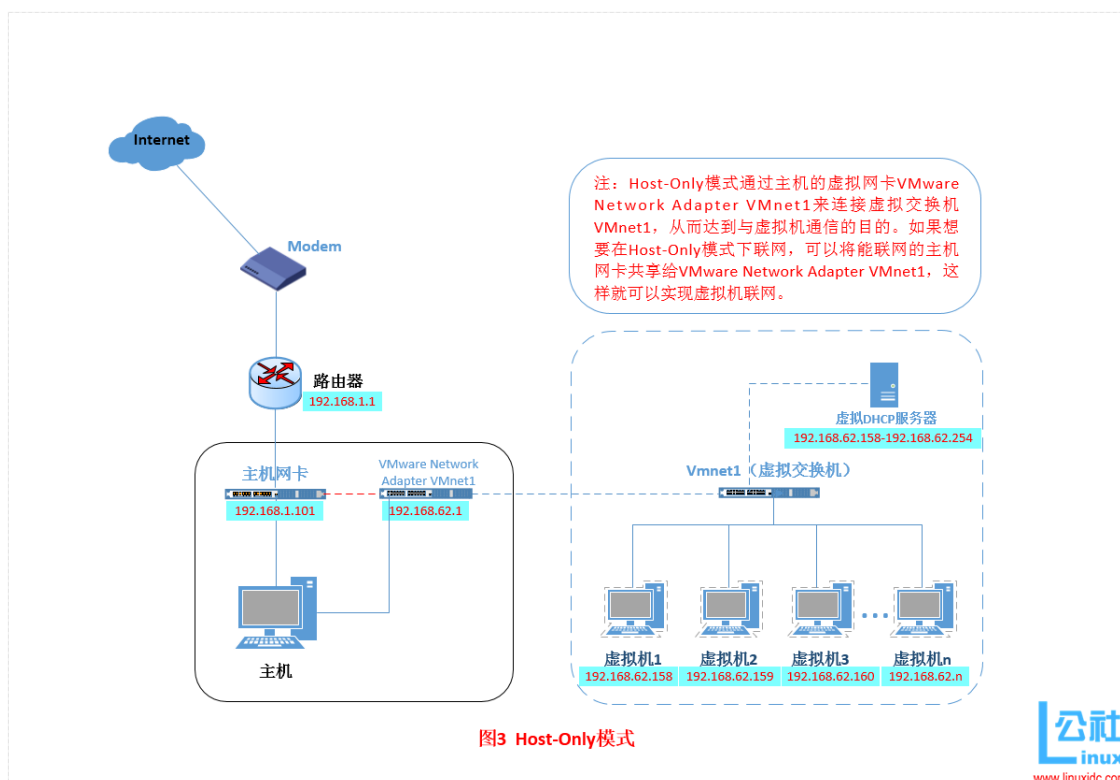 Internet
Modem
注：Host-Only模式通过主机的虚拟网卡VMware
Network Adapter VMnet1来连接虚拟交换机
VMnet1，从而达到与虚拟机通信的目的。如果想
要在Host-Only模式下联网，可以将能联网的主机
网卡共享给VMware Network Adapter VMnet1，这
样就可以实现虚拟机联网。
路由器
192.168.1.1
虚拟DHCP服务器
192.168.62.158-192.168.62.254
主机网卡
192.168.1.101
VMware Network
Adapter VMnet1
192.168.62.1
Vmnet1（虚拟交换机）
主机
虚拟机1
192.168.62.158
虚拟机2
192.168.62.159
虚拟机3
192.168.62.160
...
虚拟机n
192.168.62.n
图3 Host-Only模式
公社
Linux
www.linuxidc.com